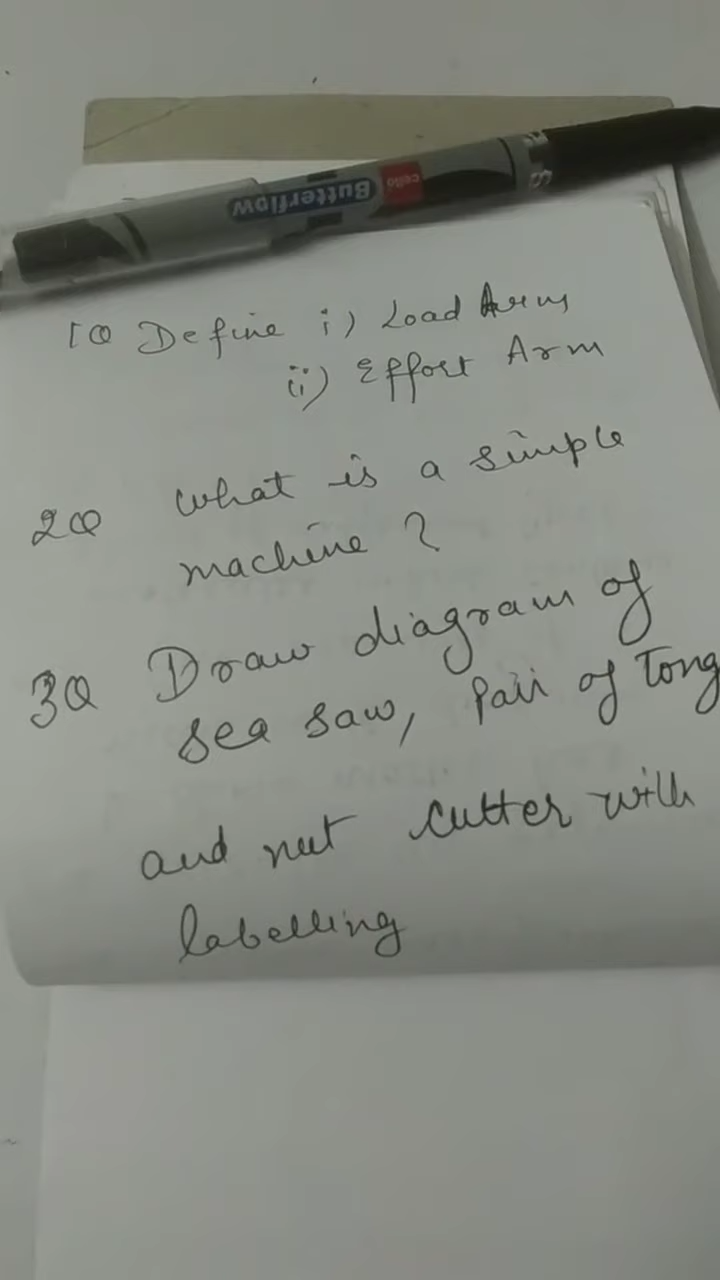 cello Butterflow
1Q Define i) Load Arm
ii) Effort Arm
2Q What is a simple
machine?
3Q Draw diagram of
sea saw, Pair of Tong
and nut cutter with
labelling